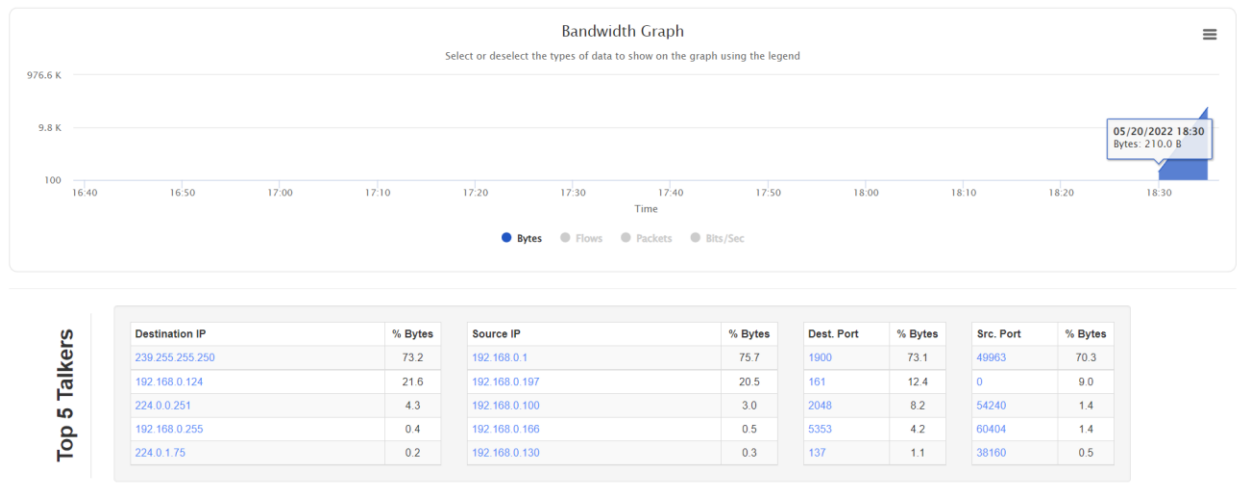 Bandwidth Graph
Select or deselect the types of data to show on the graph using the legend
976.6 K
9.8 K
100
05/20/2022 18:30
Bytes: 210.0 B
16:40 16:50 17:00 17:10 17:20 17:30 17:40 17:50 18:00 18:10 18:20 18:30
Time
Bytes Flows Packets Bits/Sec
Top 5 Talkers
Destination IP % Bytes Source IP % Bytes Dest. Port % Bytes Src. Port % Bytes
239.255.255.250 73.2 192.168.0.1 75.7 1900 73.1 49963 70.3
192.168.0.124 21.6 192.168.0.197 20.5 161 12.4 0 9.0
224.0.0.251 4.3 192.168.0.100 3.0 2048 8.2 54240 1.4
192.168.0.255 0.4 192.168.0.166 0.5 5353 4.2 60404 1.4
224.0.1.75 0.2 192.168.0.130 0.3 137 1.1 38160 0.5